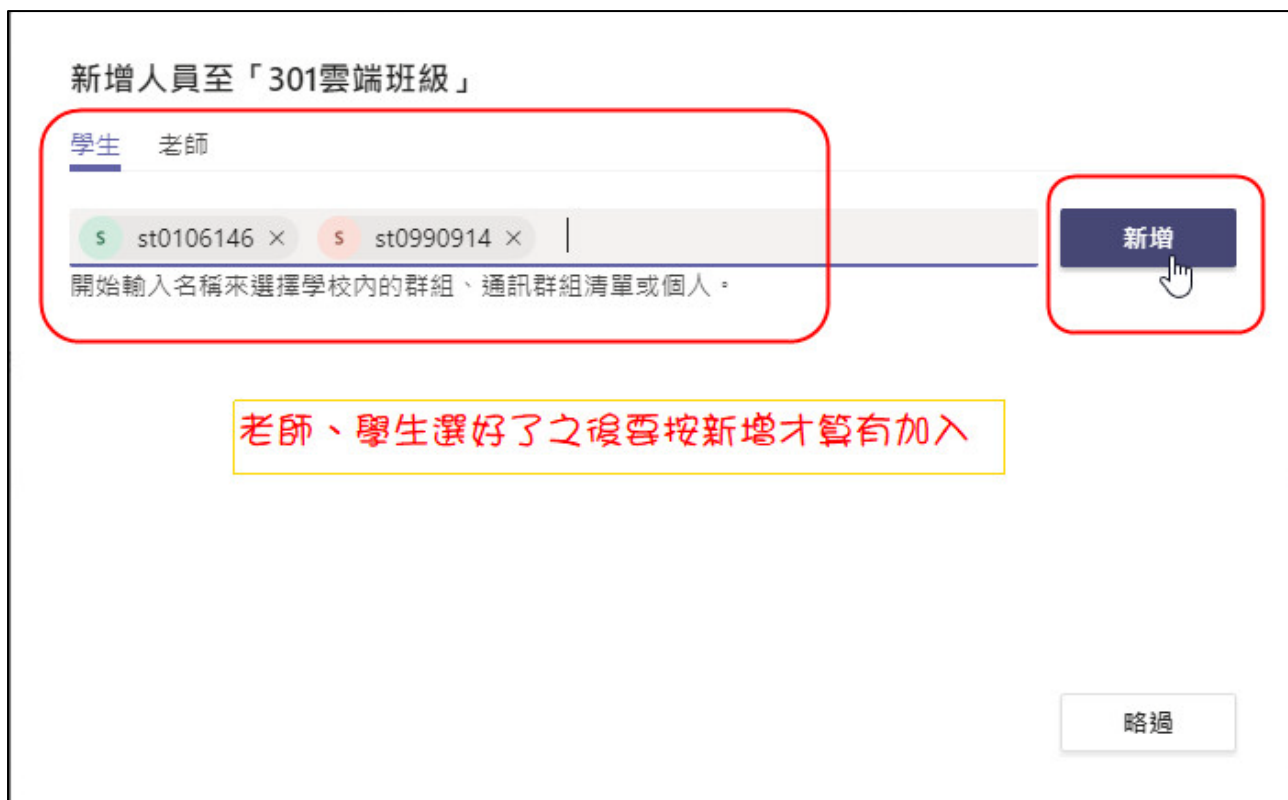 新增人員至「301雲端班級」
學生 老師
s st0106146 × s st0990914 ×
新增
開始輸入名稱來選擇學校內的群組、通訊群組清單或個人。
老師、學生選好了之後要按新增才算有加入
略過